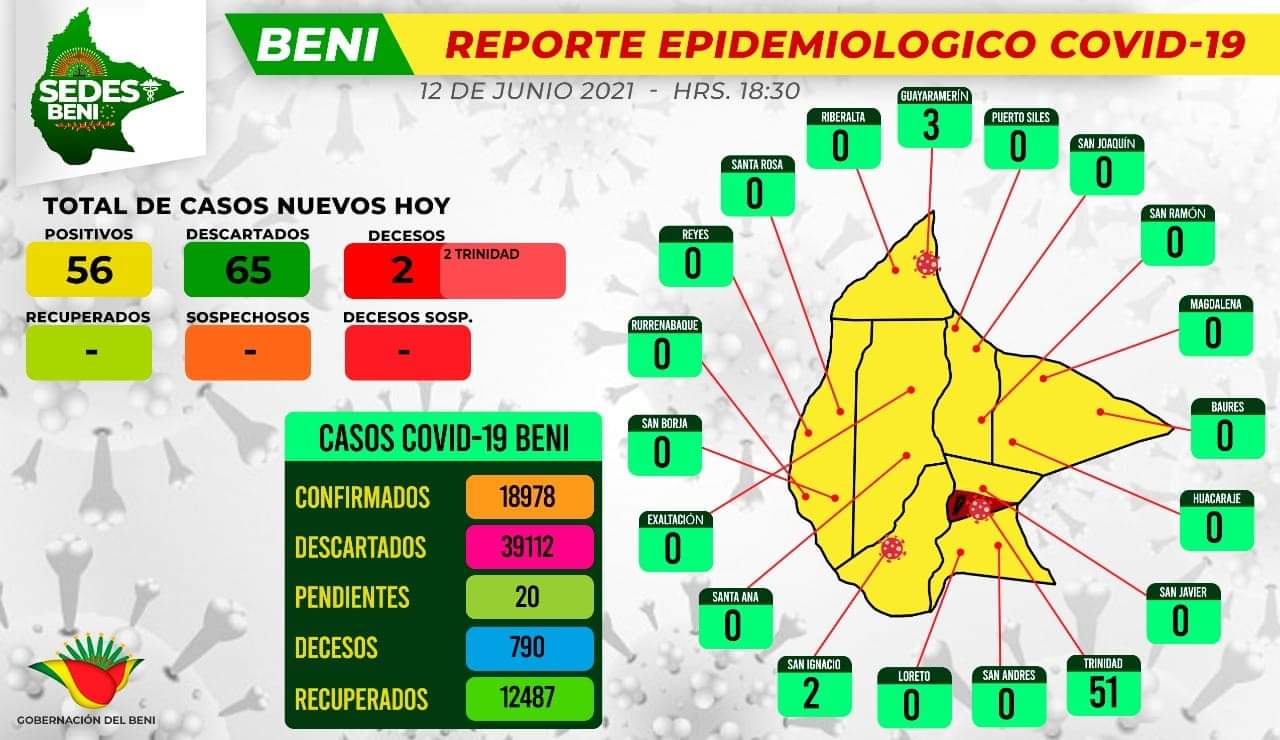 SEDES
BENI
BENI REPORTE EPIDEMIOLOGICO COVID-19
12 DE JUNIO 2021 - HRS. 18:30
TOTAL DE CASOS NUEVOS HOY
POSITIVOS DESCARTADOS DECESOS
56 65 2 2 TRINIDAD
RECUPERADOS SOSPECHOSOS DECESOS SOSP.
- - -
CASOS COVID-19 BENI
CONFIRMADOS 18978
DESCARTADOS 39112
PENDIENTES 20
DECESOS 790
RECUPERADOS 12487
GOBERNACIÓN DEL BENI
GUAYARAMERÍN
3
RIBERALTA
0
PUERTO SILES
0
SAN JOAQUÍN
0
SANTA ROSA
0
SAN RAMÓN
0
REYES
0
MAGDALENA
0
RURRENABAQUE
0
BAURES
0
SAN BORJA
0
HUACARAJE
0
EXALTACIÓN
0
SAN JAVIER
0
SANTA ANA
0
SAN IGNACIO
2
LORETO
0
SAN ANDRES
0
TRINIDAD
51